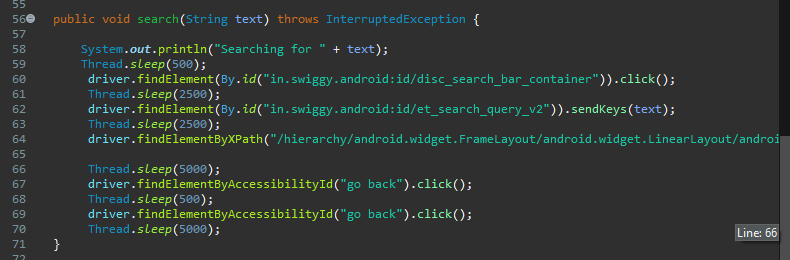 55
56 public void search(String text) throws InterruptedException {
57
58 System.out.println("Searching for " + text);
59 Thread.sleep(500);
60 driver.findElement(By.id("in.swiggy.android:id/disc_search_bar_container")).click();
61 Thread.sleep(2500);
62 driver.findElement(By.id("in.swiggy.android:id/et_search_query_v2")).sendKeys(text);
63 Thread.sleep(2500);
64 driver.findElementByXPath("/hierarchy/android.widget.FrameLayout/android.widget.LinearLayout/androi
65
66 Thread.sleep(5000);
67 driver.findElementByAccessibilityId("go back").click();
68 Thread.sleep(500);
69 driver.findElementByAccessibilityId("go back").click();
70 Thread.sleep(5000);
Line: 66
71 }
72